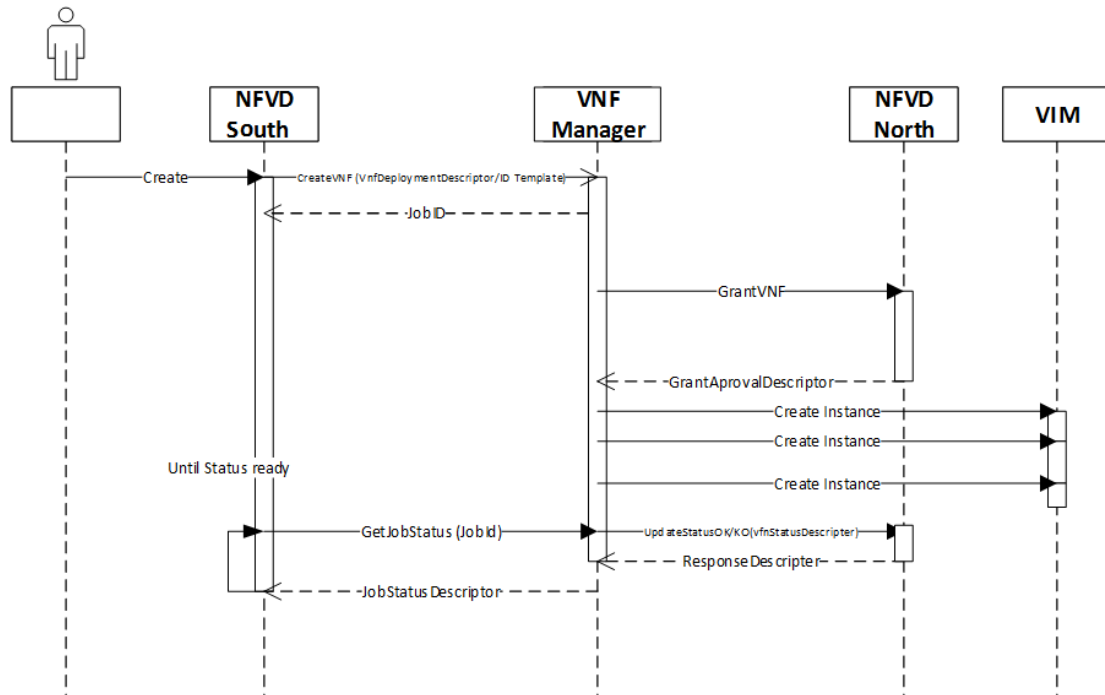 NFVD
South
VNF
Manager
NFVD
North
VIM
Create
CreateVNF (VnfDeploymentDescriptor/ID Template)
JobID
GrantVNF
GrantAprovalDescriptor
Create Instance
Create Instance
Until Status ready
Create Instance
GetJobStatus (JobId)
UpdateStatusOK/KO(vfnStatusDescripter)
ResponseDescripter
JobStatusDescriptor